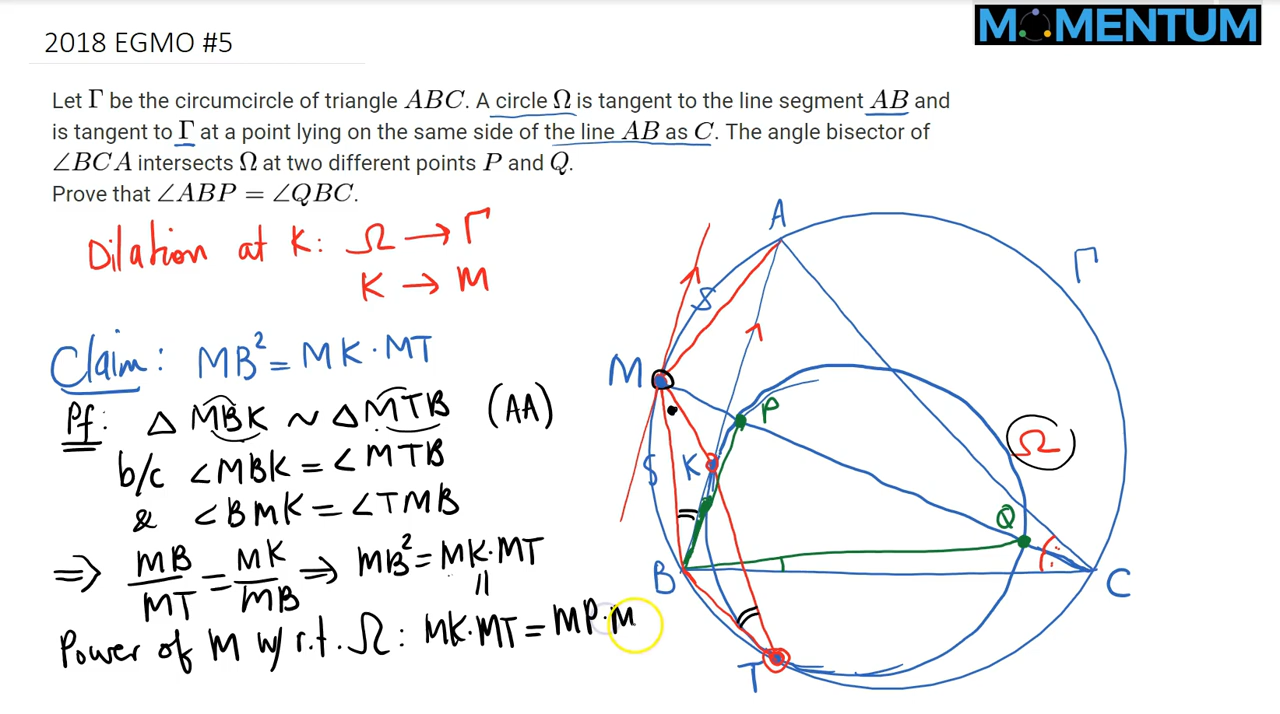 MOMENTUM
2018 EGMO #5
Let Γ be the circumcircle of triangle ABC. A circle Ω is tangent to the line segment AB and
is tangent to Γ at a point lying on the same side of the line AB as C. The angle bisector of
∠BCA intersects Ω at two different points P and Q.
Prove that ∠ABP = ∠QBC.
Dilation at K: Ω → Γ
K → M
Claim: MB² = MK · MT
Pf: △ MBK ~ △ MTB (AA)
b/c ∠MBK = ∠MTB
& ∠BMK = ∠TMB
⇒ MB/MT = MK/MB ⇒ MB² = MK · MT
Power of M w/ r.t. Ω: MK · MT = MP · M
A
Γ
S
M
P
Ω
S
K
Q
B
C
T